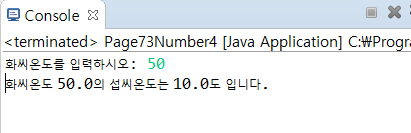 Console
<terminated> Page73Number4 [Java Application] C:₩Progra
화씨온도를 입력하시오: 50
화씨온도 50.0의 섭씨온도는 10.0도 입니다.